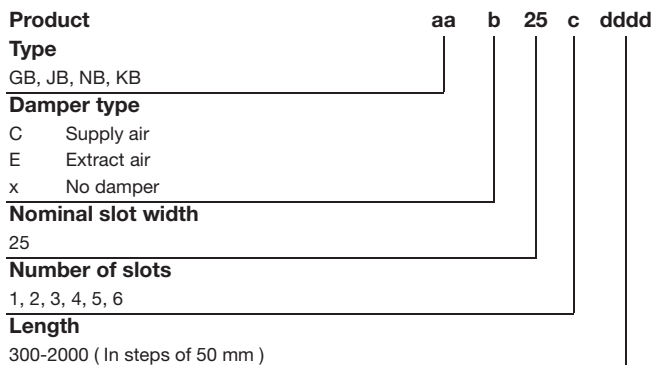 Product aa b 25 c dddd
Type
GB, JB, NB, KB
Damper type
C Supply air
E Extract air
x No damper
Nominal slot width
25
Number of slots
1, 2, 3, 4, 5, 6
Length
300-2000 ( In steps of 50 mm )